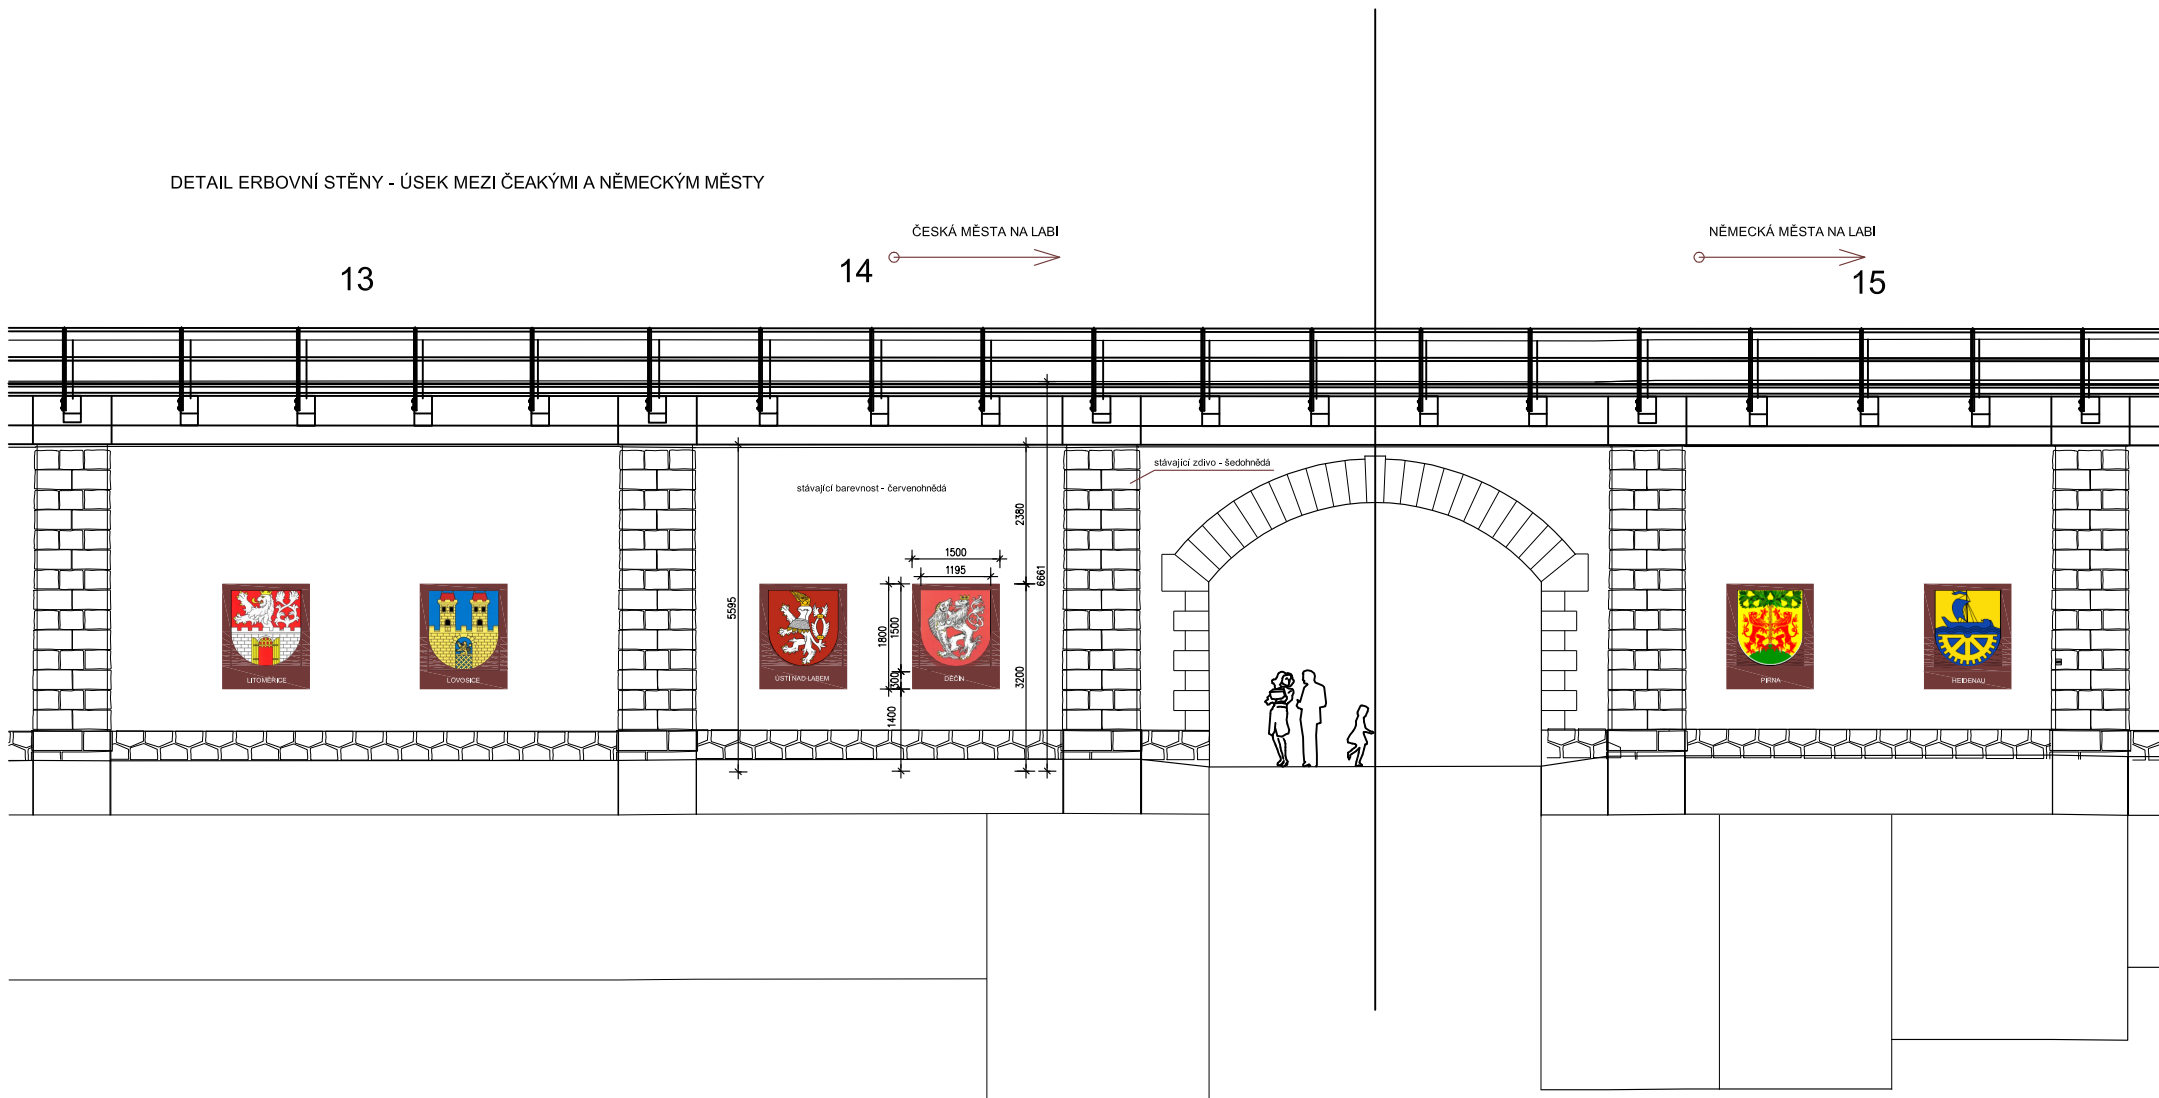 DETAIL ERBOVNÍ STĚNY - ÚSEK MEZI ČEAKÝMI A NĚMECKÝM MĚSTY
ČESKÁ MĚSTA NA LABI
NĚMECKÁ MĚSTA NA LABI
13
14
15
stávající zdivo - šedohnědá
stávající barevnost - červenohnědá
2380
1500
1195
6661
5595
1800
1500
300
3200
1400
LITOMĚŘICE
LOVOSICE
ÚSTÍ NAD LABEM
DĚČÍN
PIRNA
HEIDENAU